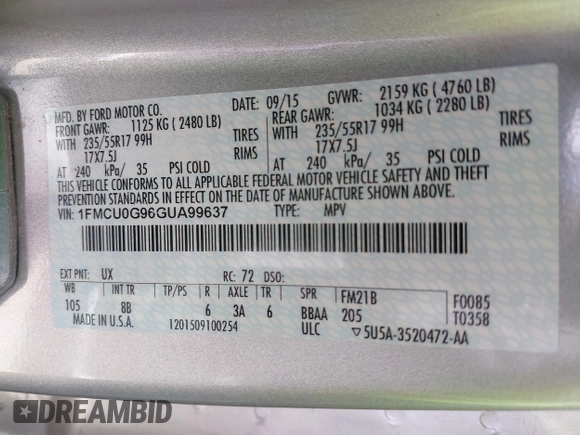 MFD. BY FORD MOTOR CO.
DATE: 09/15 GVWR: 2159 KG ( 4760 LB)
FRONT GAWR: 1125 KG ( 2480 LB) REAR GAWR: 1034 KG ( 2280 LB)
WITH 235/55R17 99H TIRES WITH 235/55R17 99H TIRES
17X7.5J RIMS 17X7.5J RIMS
AT 240 kPa/ 35 PSI COLD AT 240 kPa/ 35 PSI COLD
THIS VEHICLE CONFORMS TO ALL APPLICABLE FEDERAL MOTOR VEHICLE SAFETY AND THEFT
PREVENTION STANDARDS IN EFFECT ON THE DATE OF MANUFACTURE SHOWN ABOVE.
VIN: 1FMCU0G96GUA99637 TYPE: MPV
EXT PNT: UX RC: 72 DSO:
WB BRK INT TR TP/PS R AXLE TR SPR FM21B F0085
105 8B 6 3A 6 BBAA 205 T0358
MADE IN U.S.A. 1201509100254 ULC ▽5U5A-3520472-AA
DREAMBID